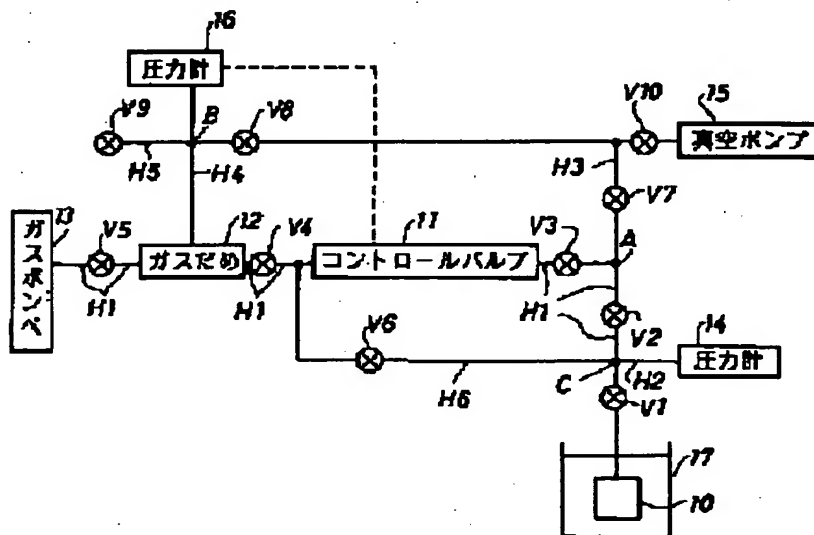 16
圧力計
V9
B
V8
V10
15
真空ポンプ
H5
H4
H3
V7
13
ガスボンベ
V5
12
ガスだめ
V4
11
コントロールバルブ
V3
A
H1
H1
H1
V2
14
圧力計
V6
C
H2
H6
V1
17
10